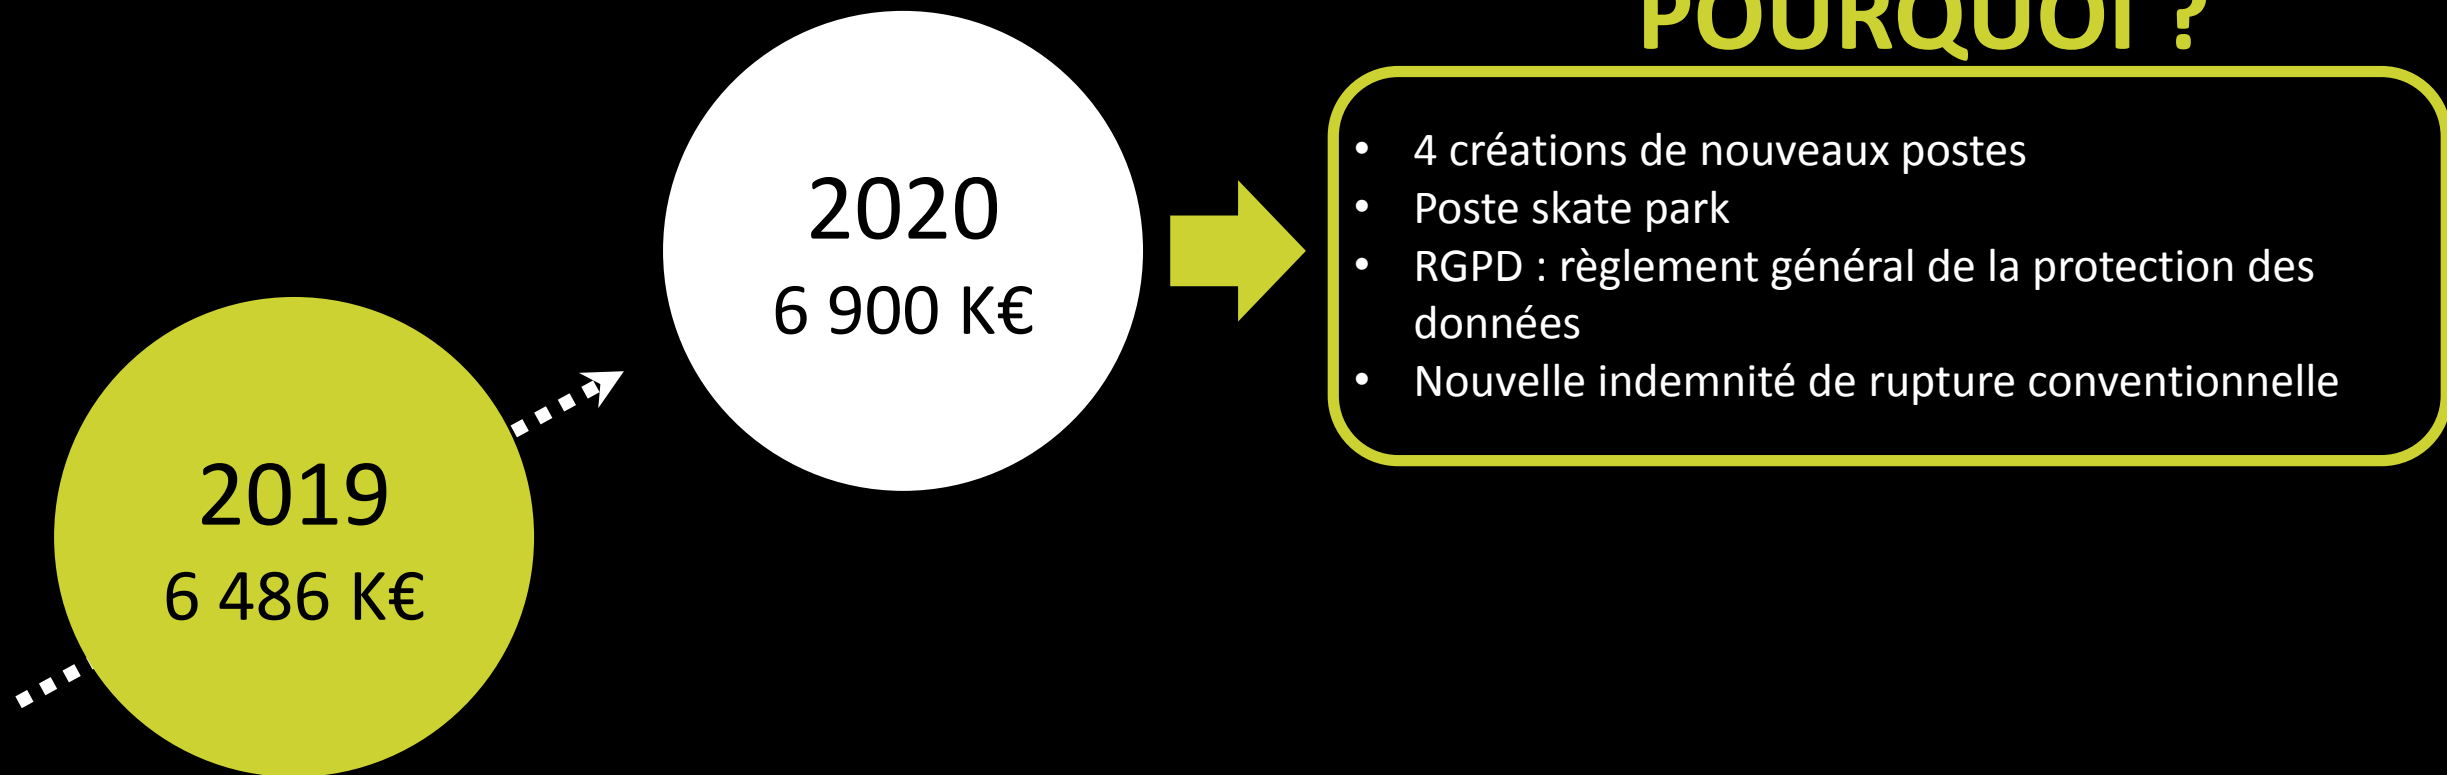 POURQUOI ?
2020
6 900 K€
• 4 créations de nouveaux postes
• Poste skate park
• RGPD : règlement général de la protection des
données
• Nouvelle indemnité de rupture conventionnelle
2019
6 486 K€